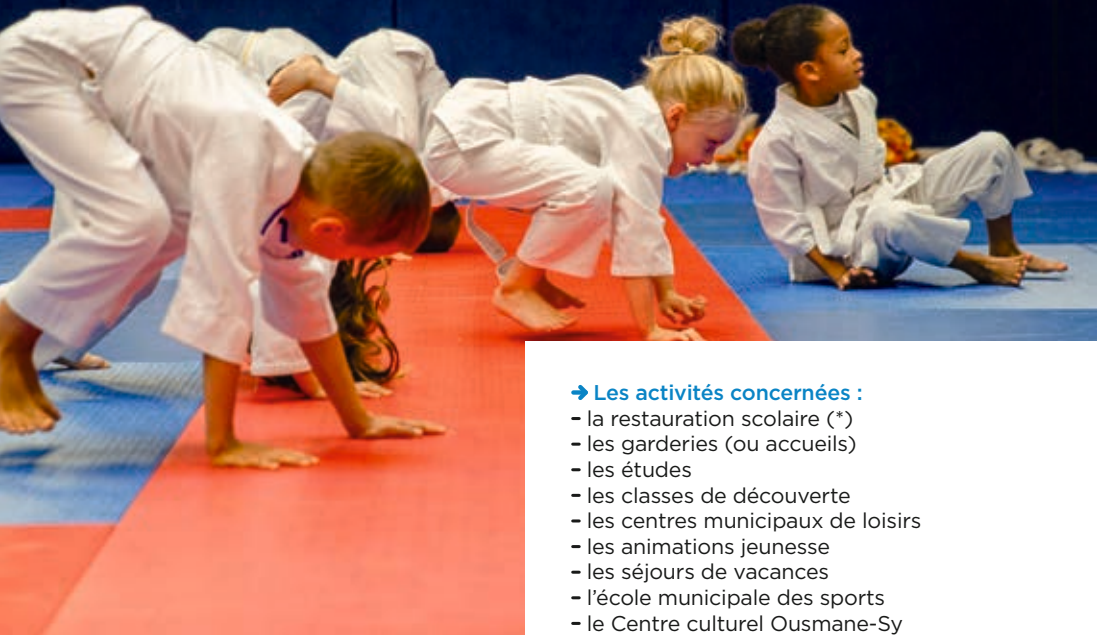 ➔ Les activités concernées :
- la restauration scolaire (*)
- les garderies (ou accueils)
- les études
- les classes de découverte
- les centres municipaux de loisirs
- les animations jeunesse
- les séjours de vacances
- l'école municipale des sports
- le Centre culturel Ousmane-Sy